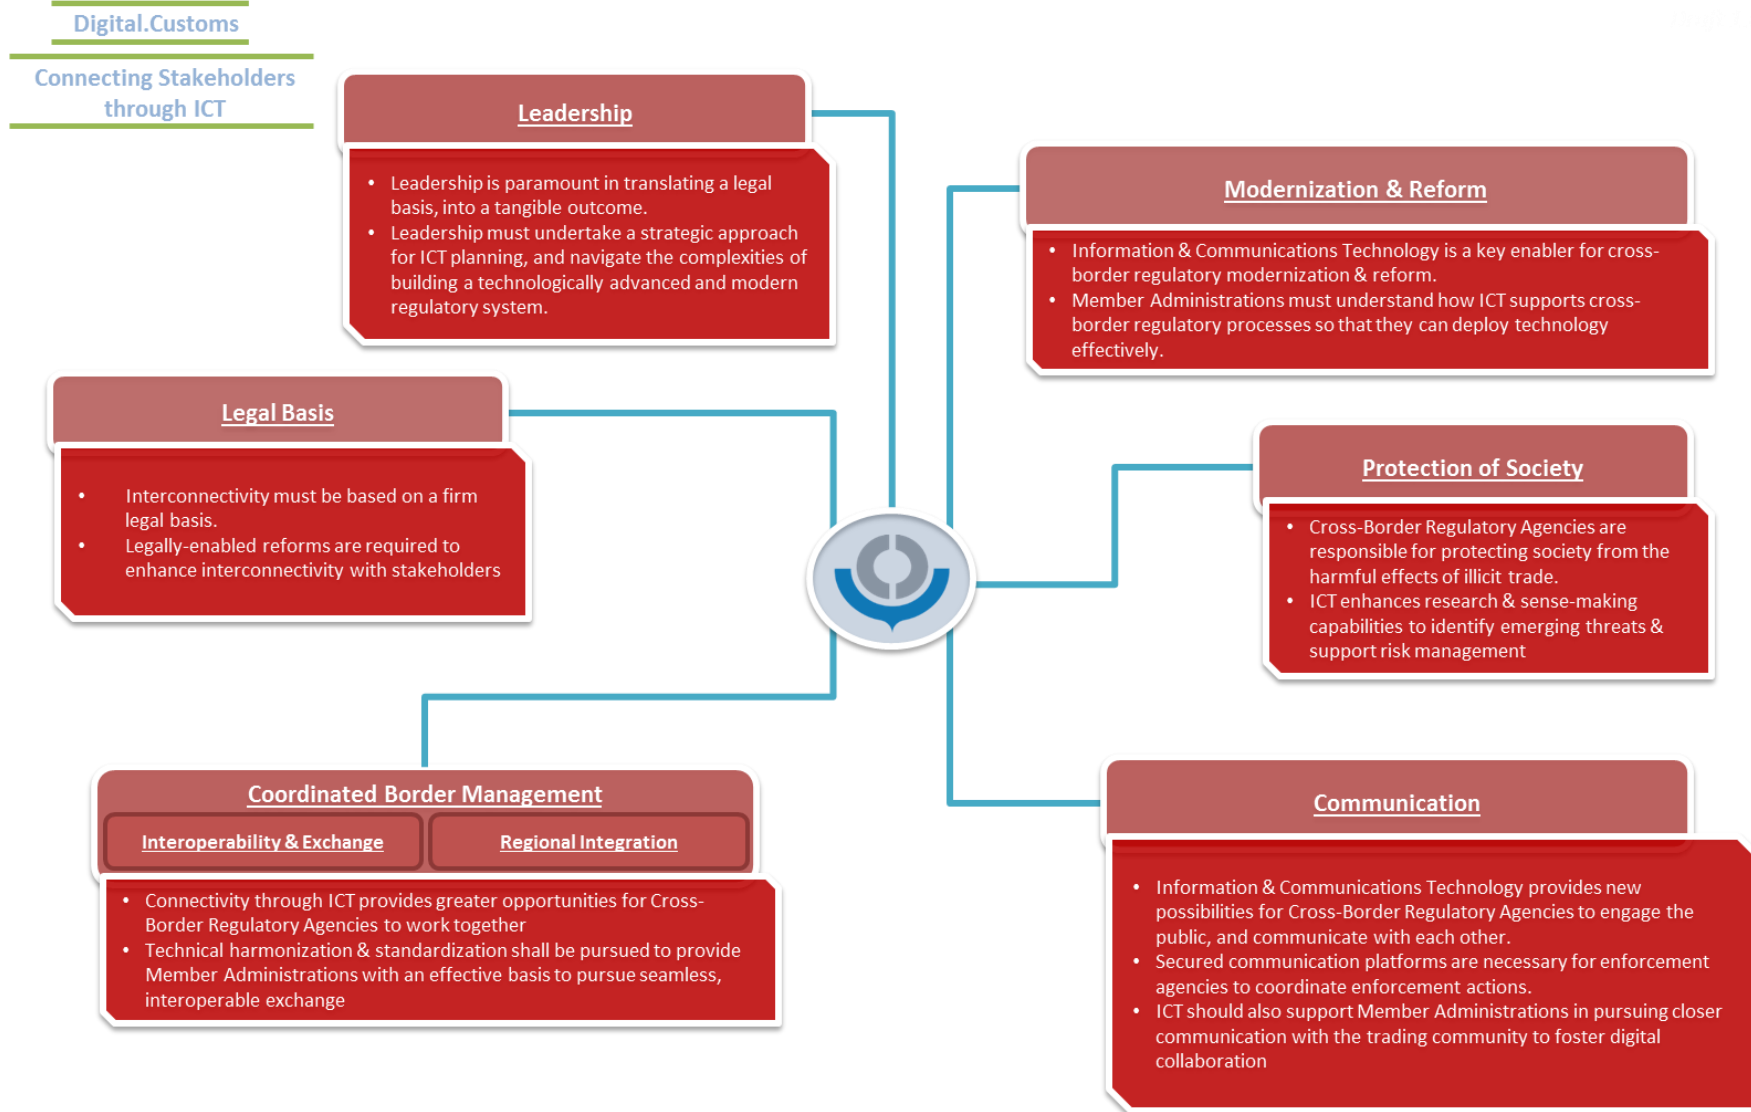 Digital.Customs
Connecting Stakeholders
through ICT
Leadership
• Leadership is paramount in translating a legal
basis, into a tangible outcome.
• Leadership must undertake a strategic approach
for ICT planning, and navigate the complexities of
building a technologically advanced and modern
regulatory system.
Modernization & Reform
• Information & Communications Technology is a key enabler for cross-
border regulatory modernization & reform.
• Member Administrations must understand how ICT supports cross-
border regulatory processes so that they can deploy technology
effectively.
Legal Basis
• Interconnectivity must be based on a firm
legal basis.
• Legally-enabled reforms are required to
enhance interconnectivity with stakeholders
Protection of Society
• Cross-Border Regulatory Agencies are
responsible for protecting society from the
harmful effects of illicit trade.
• ICT enhances research & sense-making
capabilities to identify emerging threats &
support risk management
Coordinated Border Management
Interoperability & Exchange
Regional Integration
• Connectivity through ICT provides greater opportunities for Cross-
Border Regulatory Agencies to work together
• Technical harmonization & standardization shall be pursued to provide
Member Administrations with an effective basis to pursue seamless,
interoperable exchange
Communication
• Information & Communications Technology provides new
possibilities for Cross-Border Regulatory Agencies to engage the
public, and communicate with each other.
• Secured communication platforms are necessary for enforcement
agencies to coordinate enforcement actions.
• ICT should also support Member Administrations in pursuing closer
communication with the trading community to foster digital
collaboration